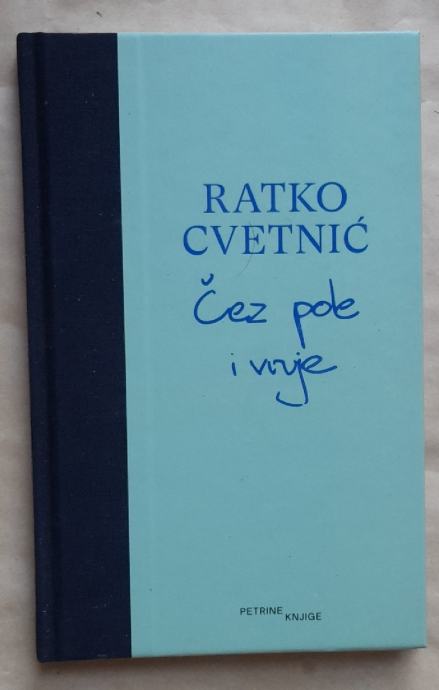 RATKO
CVETNIĆ
Čez pole
i vrije
PETRINE
KNJIGE